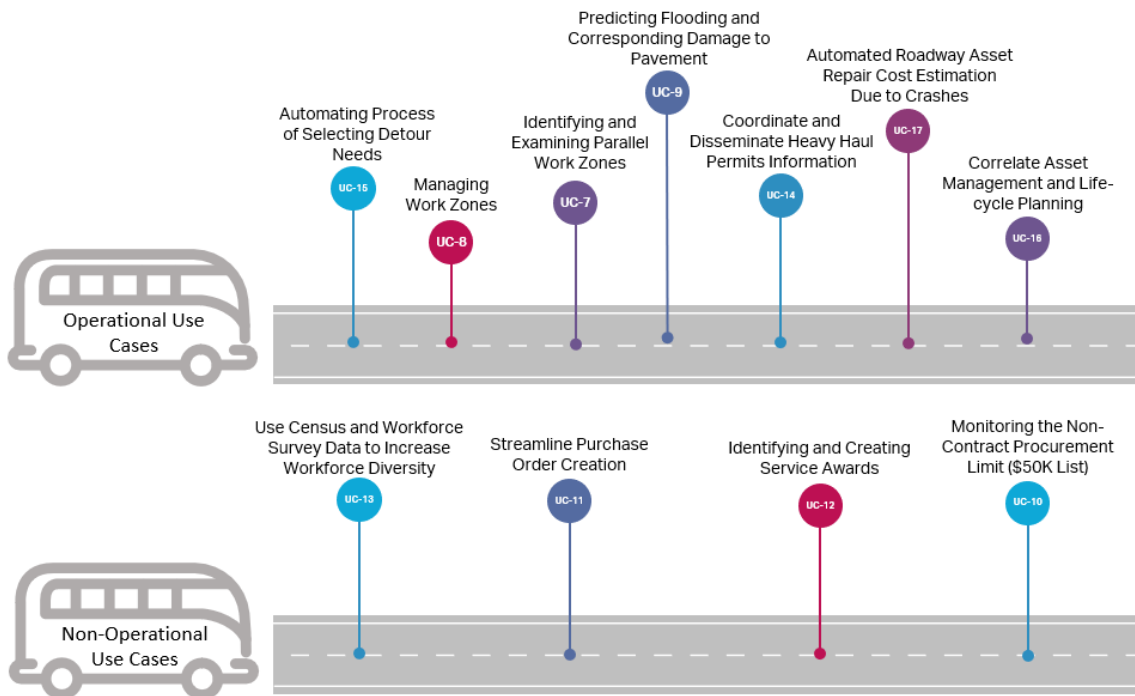 Predicting Flooding and
Corresponding Damage to
Pavement
UC-9
Automated Roadway Asset
Repair Cost Estimation
Due to Crashes
UC-17
Automating Process
of Selecting Detour
Needs
UC-15
Identifying and
Examining Parallel
Work Zones
UC-7
Coordinate and
Disseminate Heavy Haul
Permits Information
UC-14
Managing
Work Zones
UC-8
Correlate Asset
Management and Life-
cycle Planning
UC-16
Operational Use
Cases
Use Census and Workforce
Survey Data to Increase
Workforce Diversity
UC-13
Streamline Purchase
Order Creation
UC-11
Identifying and Creating
Service Awards
UC-12
Monitoring the Non-
Contract Procurement
Limit ($50K List)
UC-10
Non-Operational
Use Cases